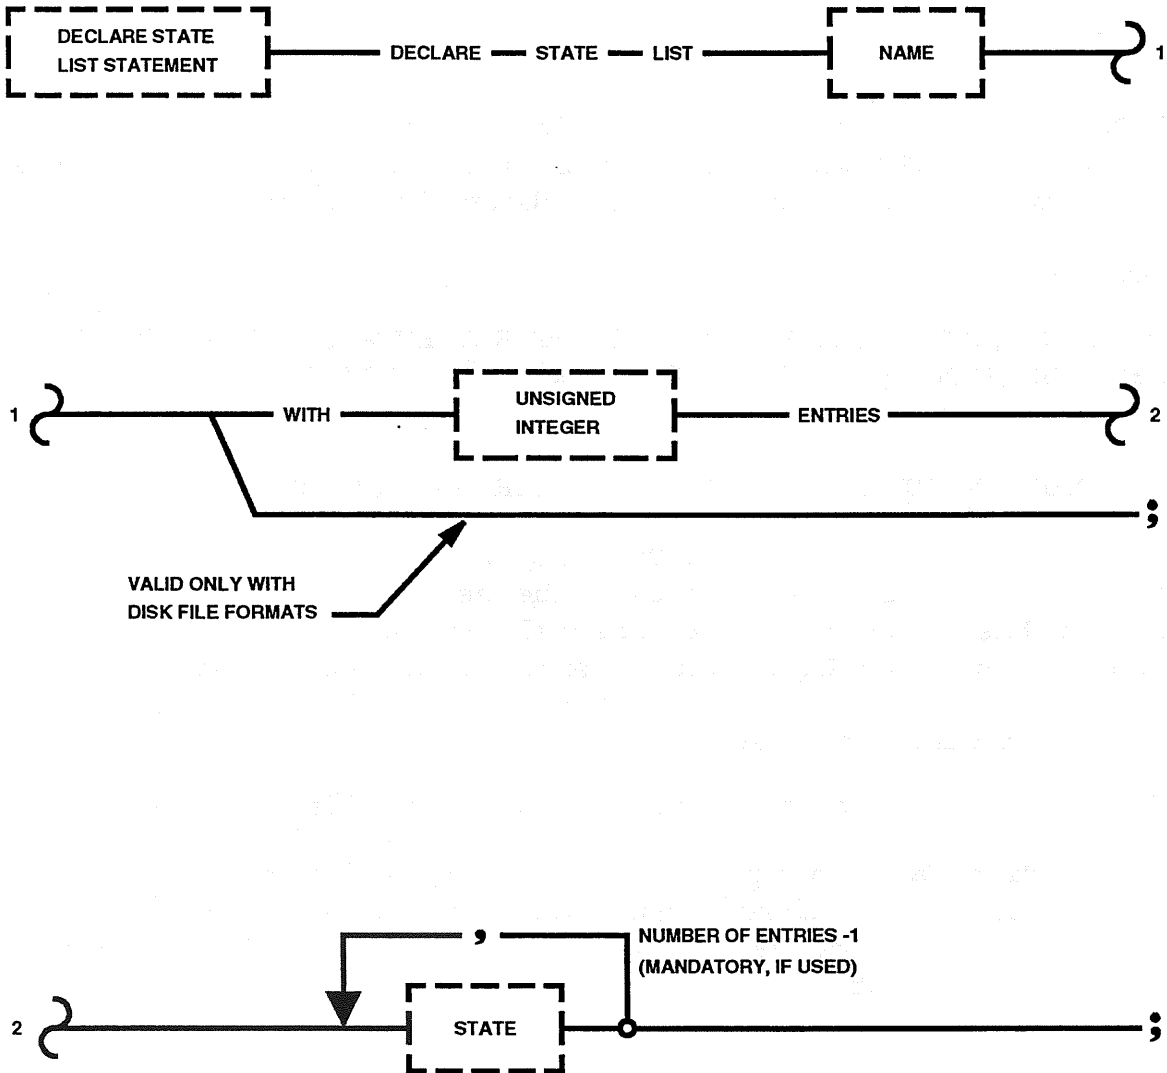 DECLARE STATE
LIST STATEMENT
DECLARE STATE LIST
NAME
1
1
WITH
UNSIGNED
INTEGER
ENTRIES
2
;
VALID ONLY WITH
DISK FILE FORMATS
,
NUMBER OF ENTRIES -1
(MANDATORY, IF USED)
2
STATE
;